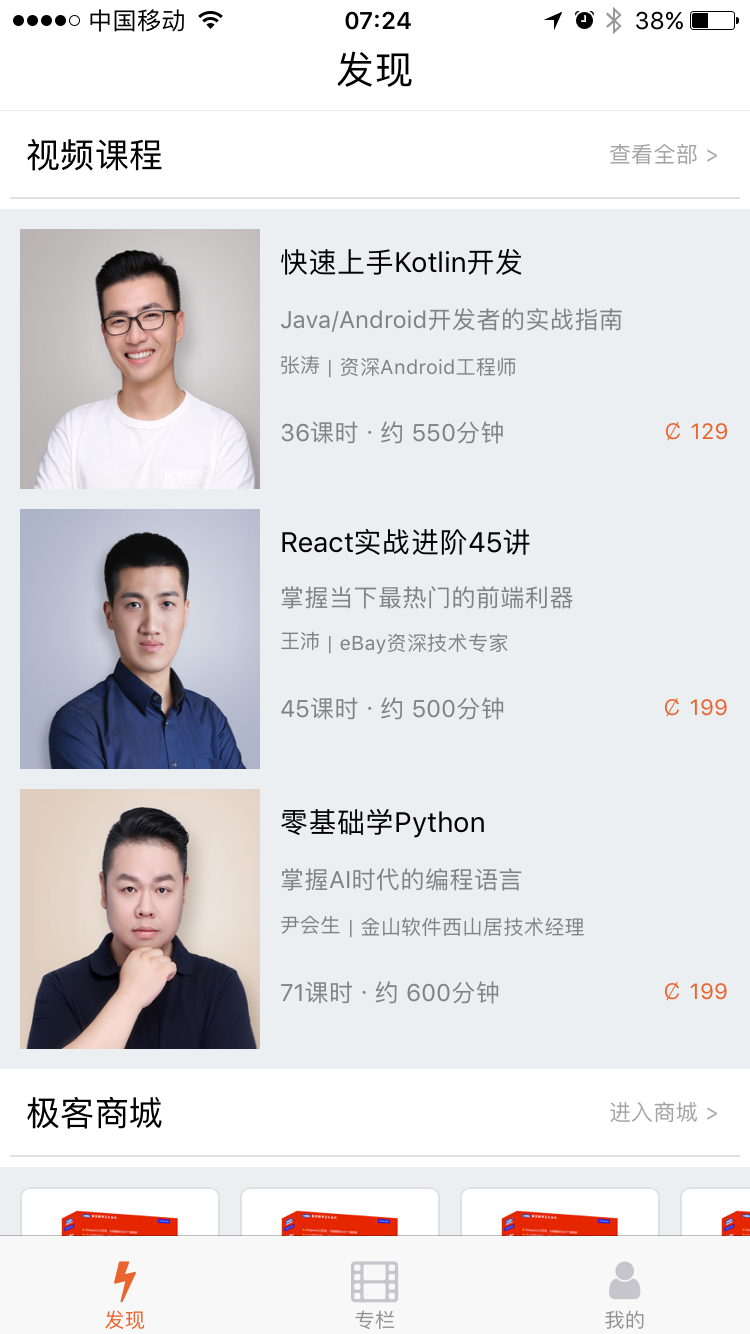 中国移动 07:24 38%
发现
视频课程 查看全部 >
快速上手Kotlin开发
Java/Android开发者的实战指南
张涛 | 资深Android工程师
36课时 · 约 550分钟 ₡ 129
React实战进阶45讲
掌握当下最热门的前端利器
王沛 | eBay资深技术专家
45课时 · 约 500分钟 ₡ 199
零基础学Python
掌握AI时代的编程语言
尹会生 | 金山软件西山居技术经理
71课时 · 约 600分钟 ₡ 199
极客商城 进入商城 >
发现 专栏 我的